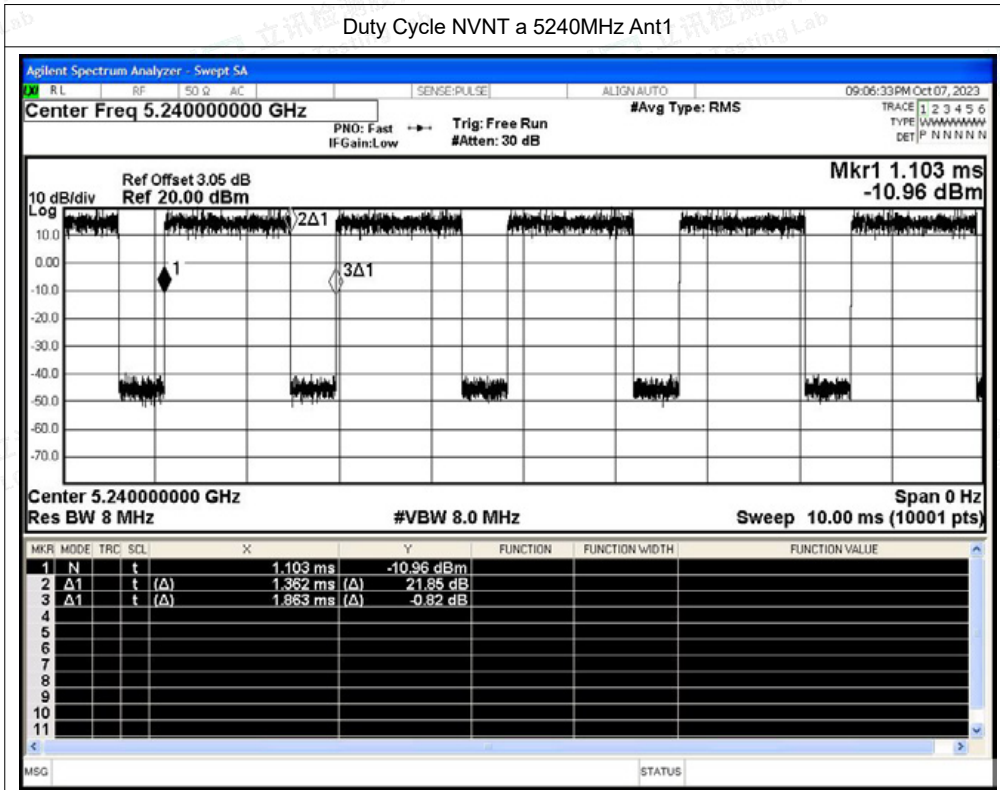 Duty Cycle NVNT a 5240MHz Ant1
Agilent Spectrum Analyzer - Swept SA
RL RF 50 Ω AC SENSE:PULSE ALIGN AUTO 09:06:33PM Oct 07, 2023
Center Freq 5.240000000 GHz #Avg Type: RMS TRACE 1 2 3 4 5 6
PNO: Fast Trig: Free Run TYPE WWWWWW
IFGain:Low #Atten: 30 dB DET P N N N N N
Mkr1 1.103 ms
-10.96 dBm
Ref Offset 3.05 dB
10 dB/div Ref 20.00 dBm
Log
2Δ1
10.0
0.00
1
3Δ1
-10.0
-20.0
-30.0
-40.0
-50.0
-60.0
-70.0
Center 5.240000000 GHz Span 0 Hz
Res BW 8 MHz #VBW 8.0 MHz Sweep 10.00 ms (10001 pts)
MKR MODE TRC SCL X Y FUNCTION FUNCTION WIDTH FUNCTION VALUE
1 N t 1.103 ms -10.96 dBm
2 Δ1 t (Δ) 1.362 ms (Δ) 21.85 dB
3 Δ1 t (Δ) 1.863 ms (Δ) -0.82 dB
4
5
6
7
8
9
10
11
MSG STATUS